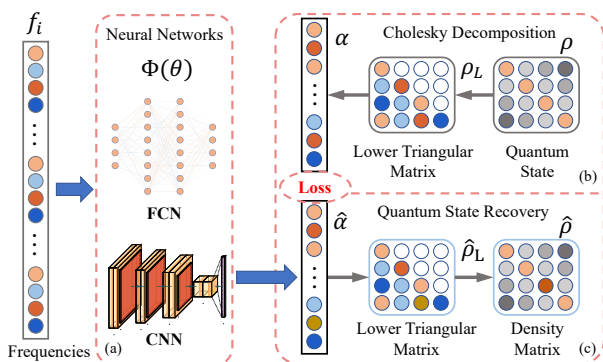 f_i
Frequencies
Neural Networks
Φ(θ)
FCN
CNN
(a)
α
Cholesky Decomposition
ρ
ρ_L
Lower Triangular
Matrix
Quantum
State
(b)
Loss
α̂
Quantum State Recovery
ρ̂
ρ̂_L
Lower Triangular
Matrix
Density
Matrix
(c)